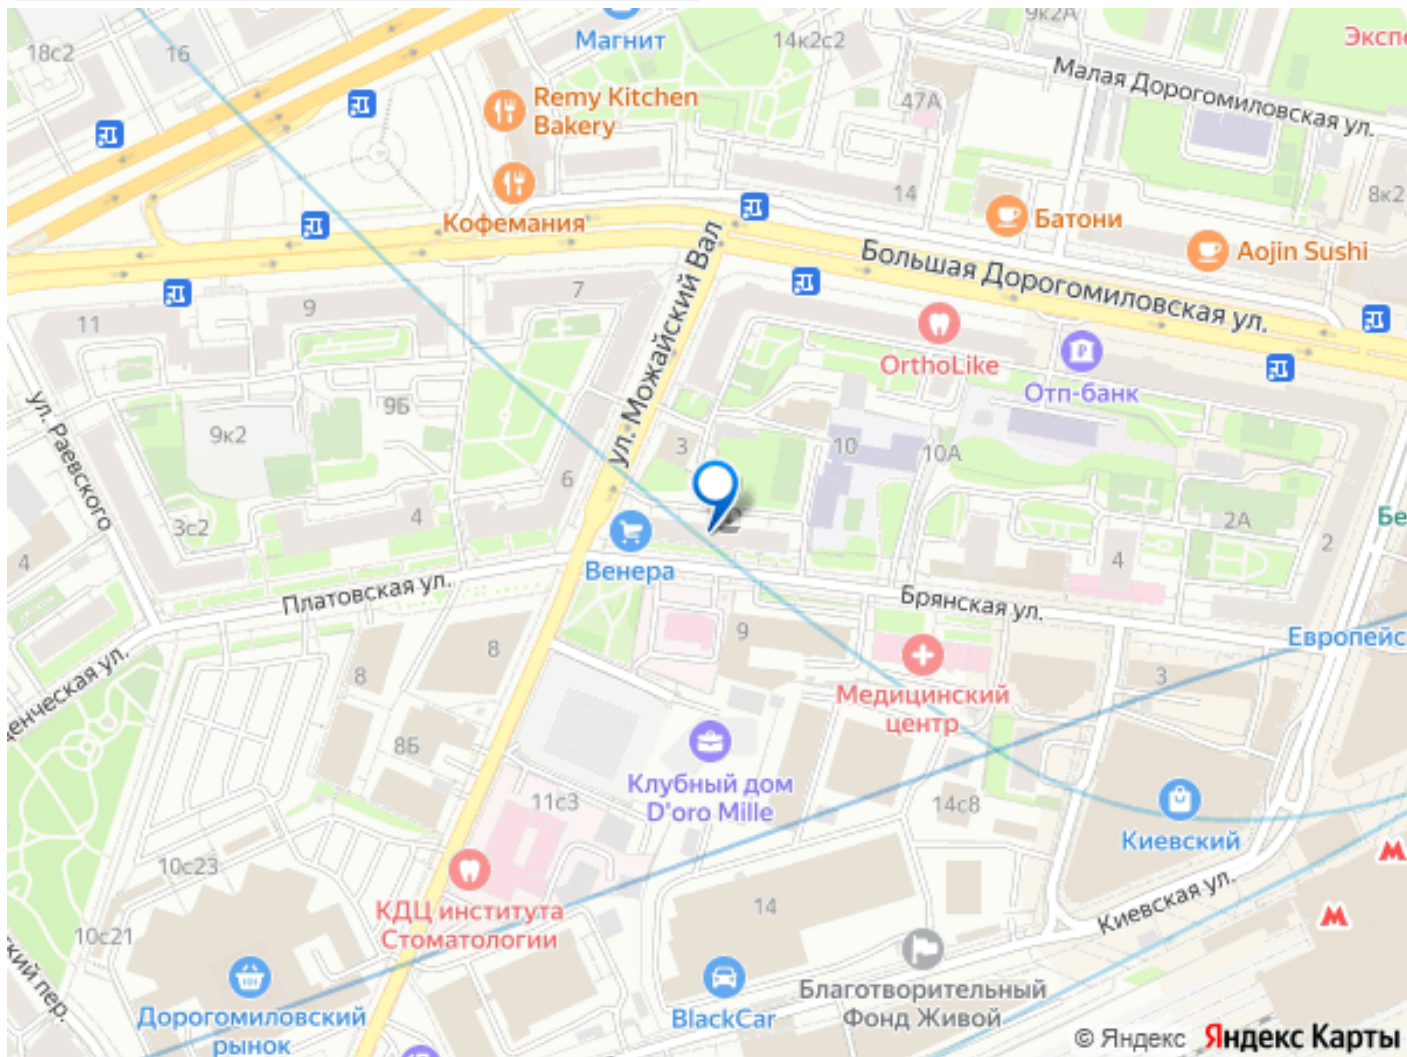 9к2А
18с2
16
Магнит
14к2с2
Малая Дорогомиловская ул.
Remy Kitchen
Bakery
47А
14
8к2
Кофемания
Батони
Aojin Sushi
Большая Дорогомиловская ул.
ул. Можайский Вал
11
9
7
OrthoLike
Отп-банк
ул. Раевского
9Б
9к2
3
10
10А
6
3с2
4
2А
2
4
4
Венера
Платовская ул.
Брянская ул.
9
8
8
3
Медицинский
центр
8Б
Клубный дом
D'oro Mille
11с3
14с8
Киевский
10с23
КДЦ института
Стоматологии
14
Киевская ул.
10с21
Благотворительный
Фонд Живой
Дорогомиловский
рынок
BlackCar
© Яндекс Яндекс Карты